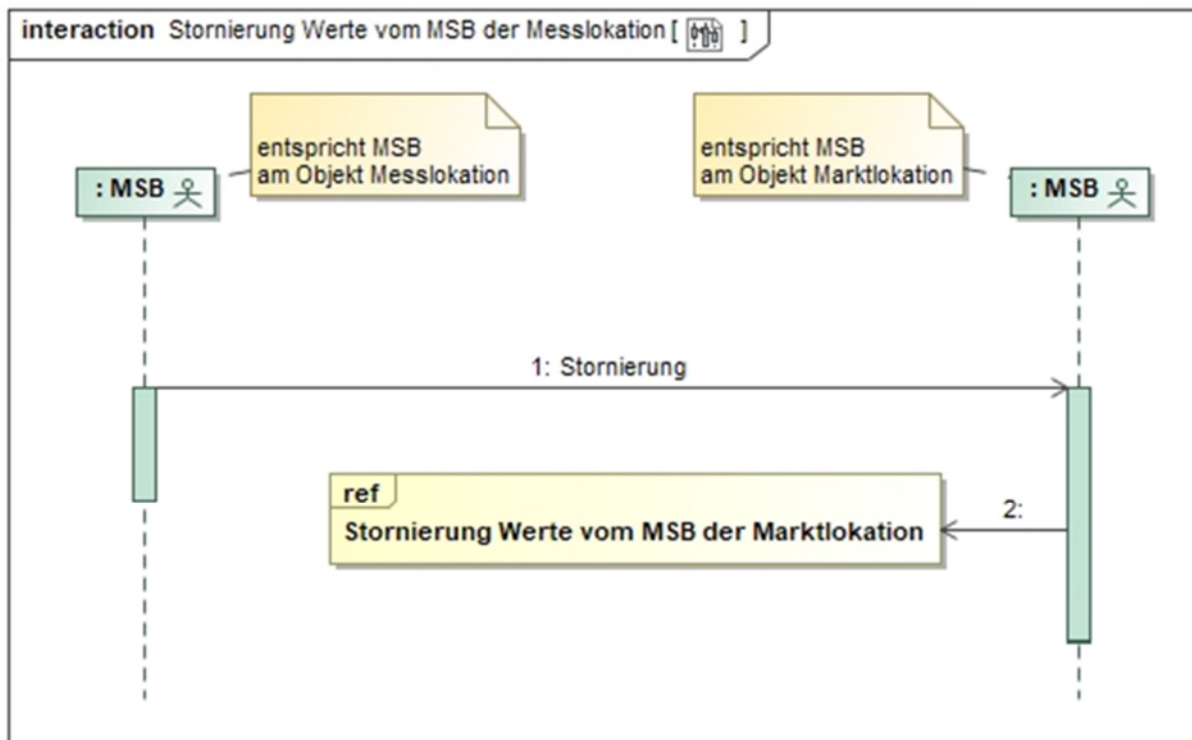 interaction Stornierung Werte vom MSB der Messlokation [ ]
entspricht MSB
am Objekt Messlokation
entspricht MSB
am Objekt Marktlokation
: MSB
: MSB
1: Stornierung
ref
Stornierung Werte vom MSB der Marktlokation
2: